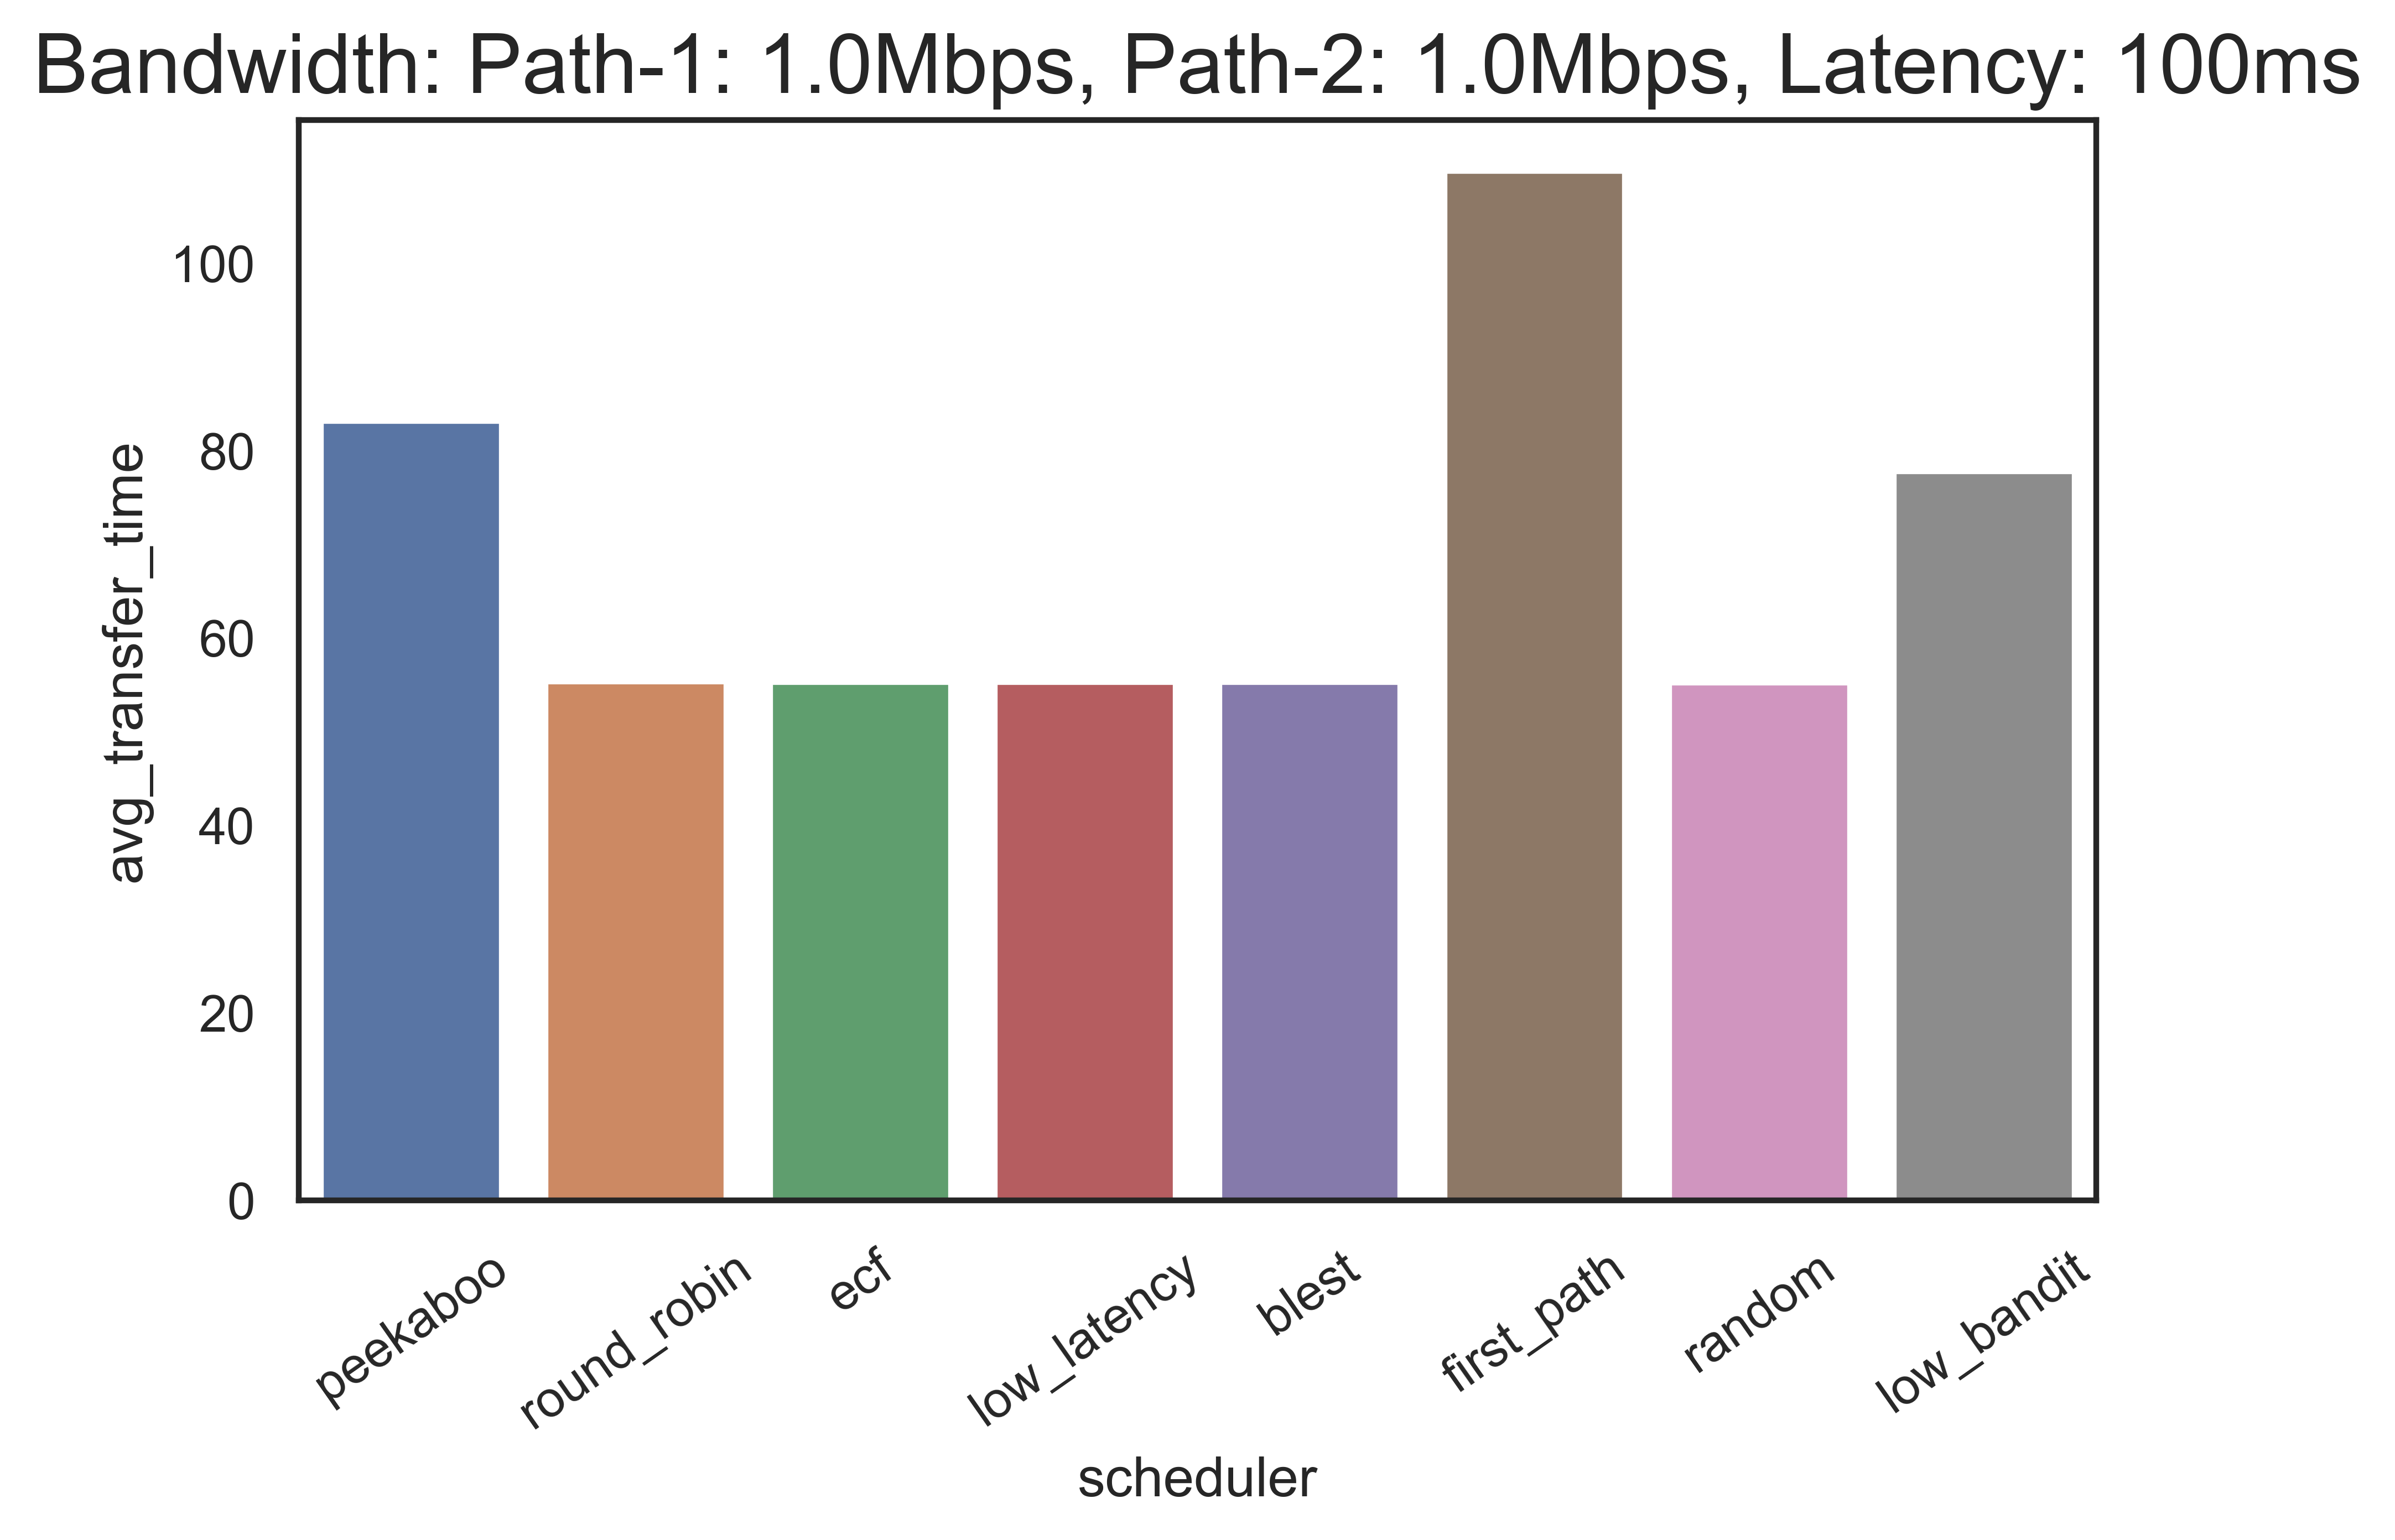 Bandwidth: Path-1: 1.0Mbps, Path-2: 1.0Mbps, Latency: 100ms
avg_transfer_time
100
80
60
40
20
0
peekaboo
round_robin
ecf
low_latency
blest
first_path
random
low_bandit
scheduler